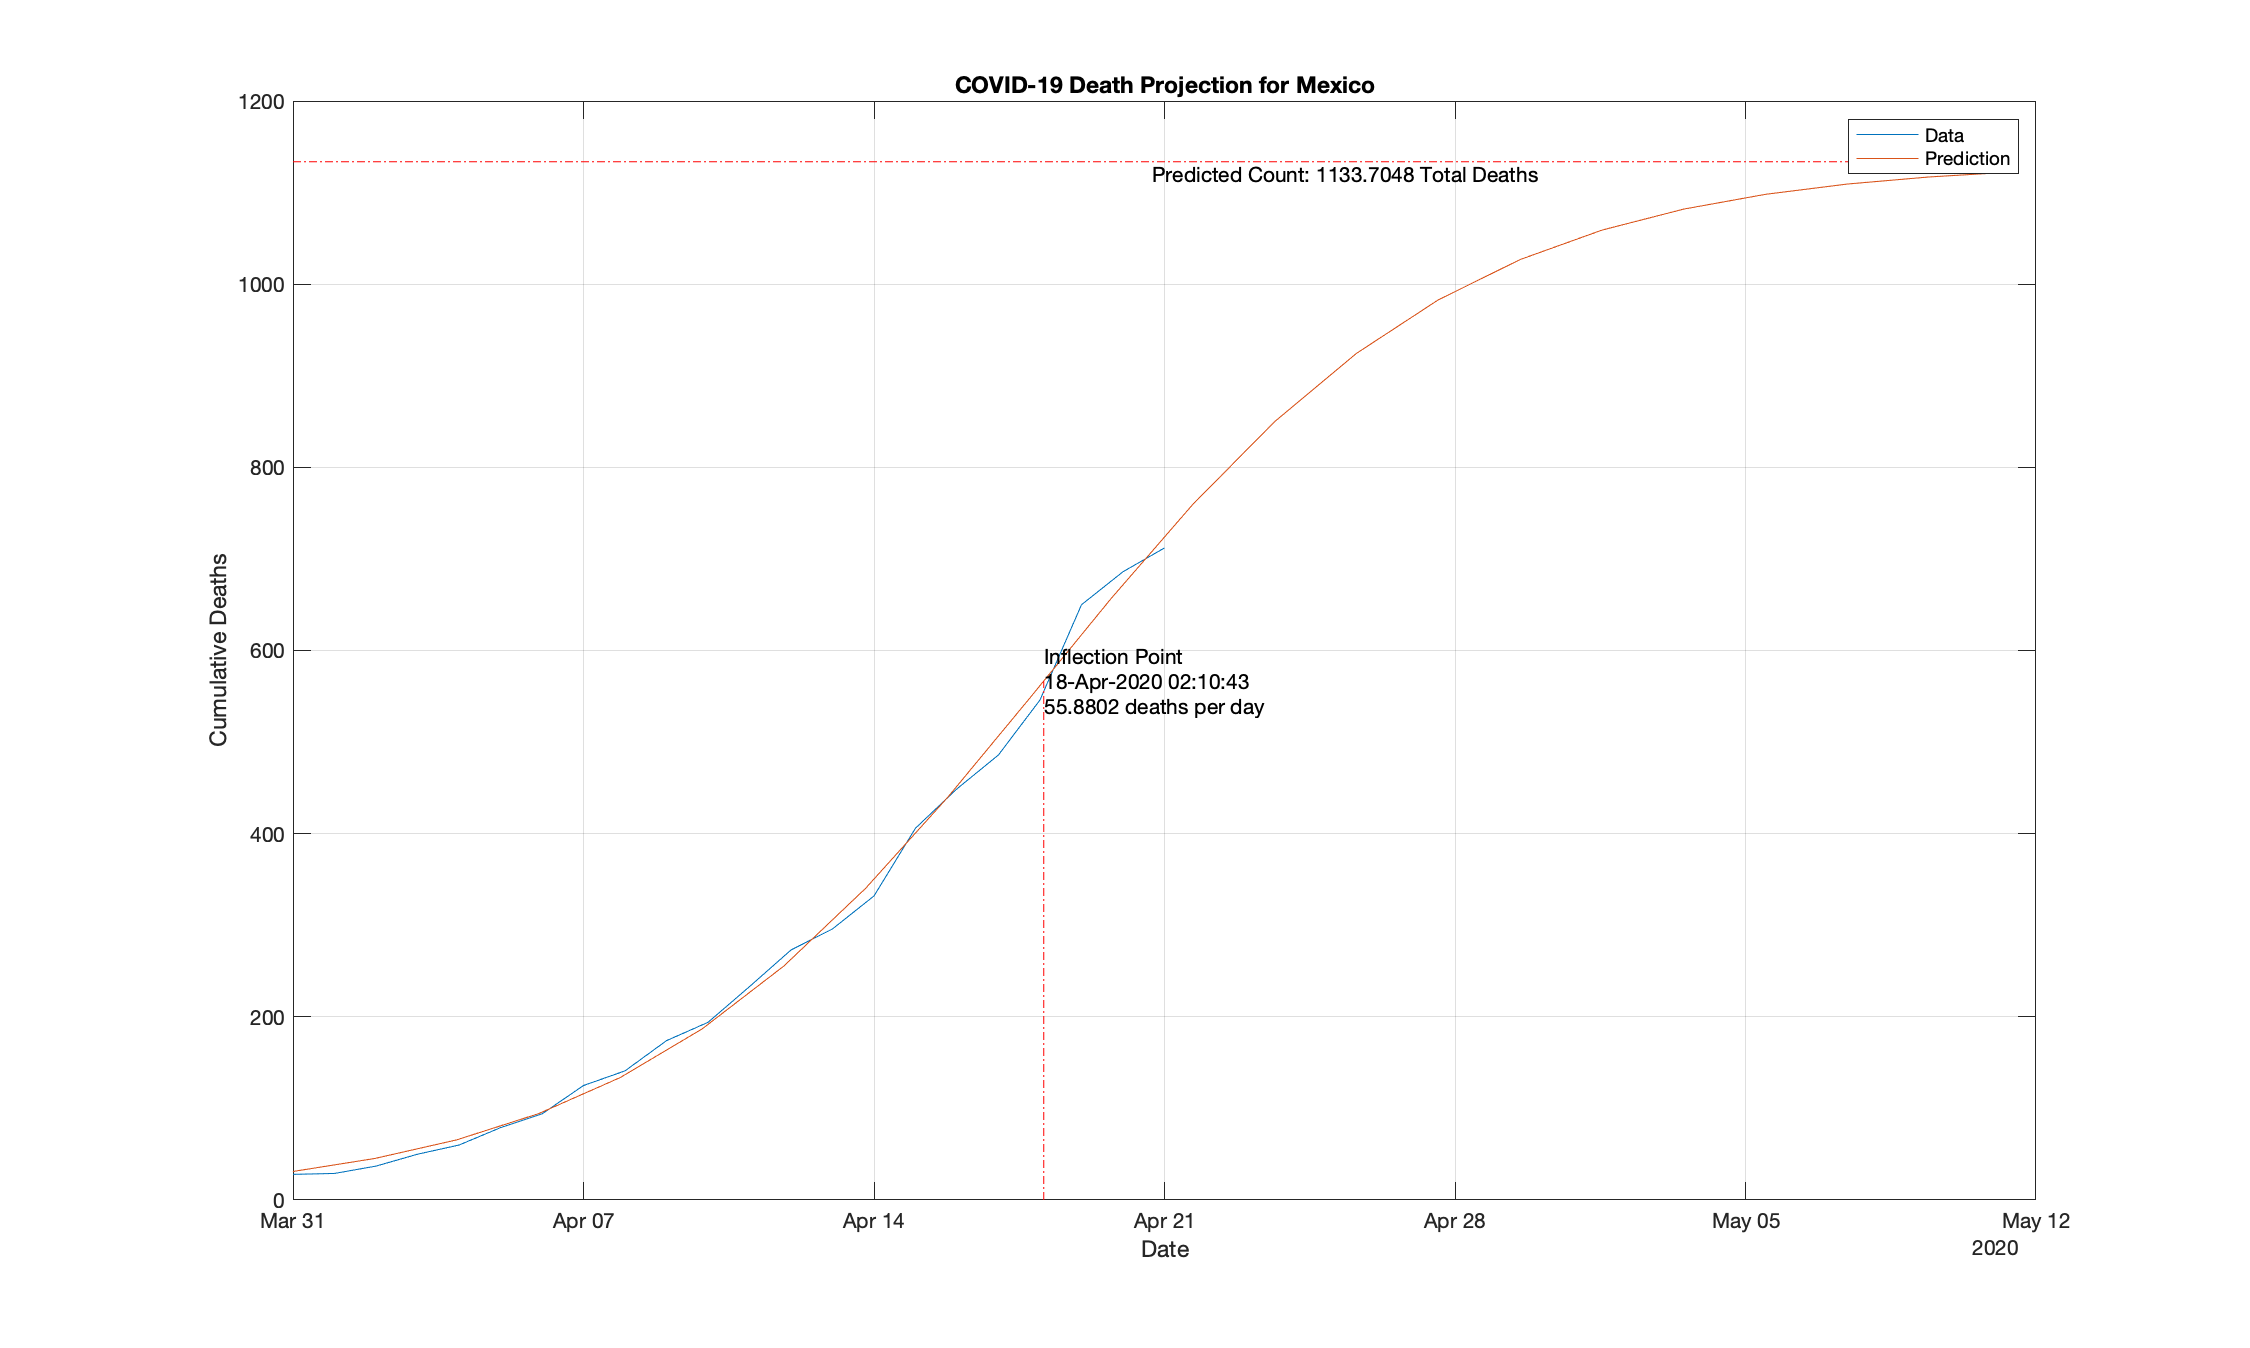 COVID-19 Death Projection for Mexico
1200
1000
800
600
400
200
0
Cumulative Deaths
Data
Prediction
Predicted Count: 1133.7048 Total Deaths
Inflection Point
18-Apr-2020 02:10:43
55.8802 deaths per day
Mar 31 Apr 07 Apr 14 Apr 21 Apr 28 May 05 May 12
Date
2020